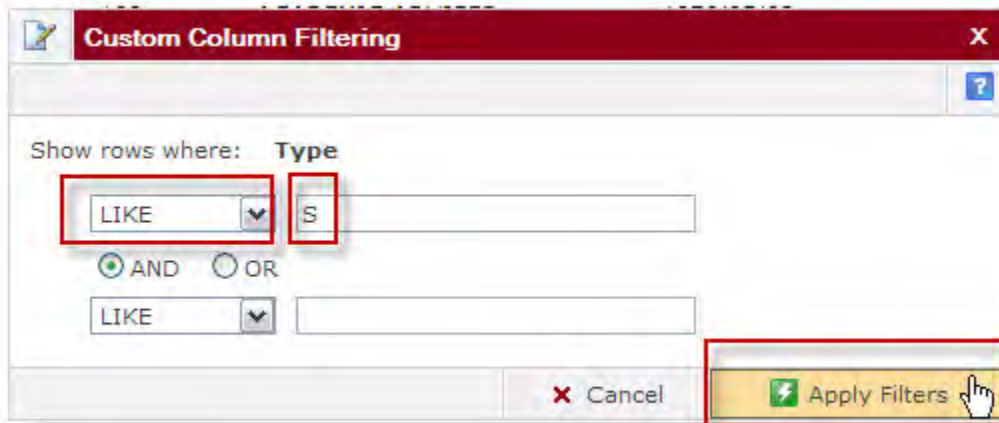 Custom Column Filtering X
?
Show rows where: Type
LIKE S
AND OR
LIKE
Cancel Apply Filters